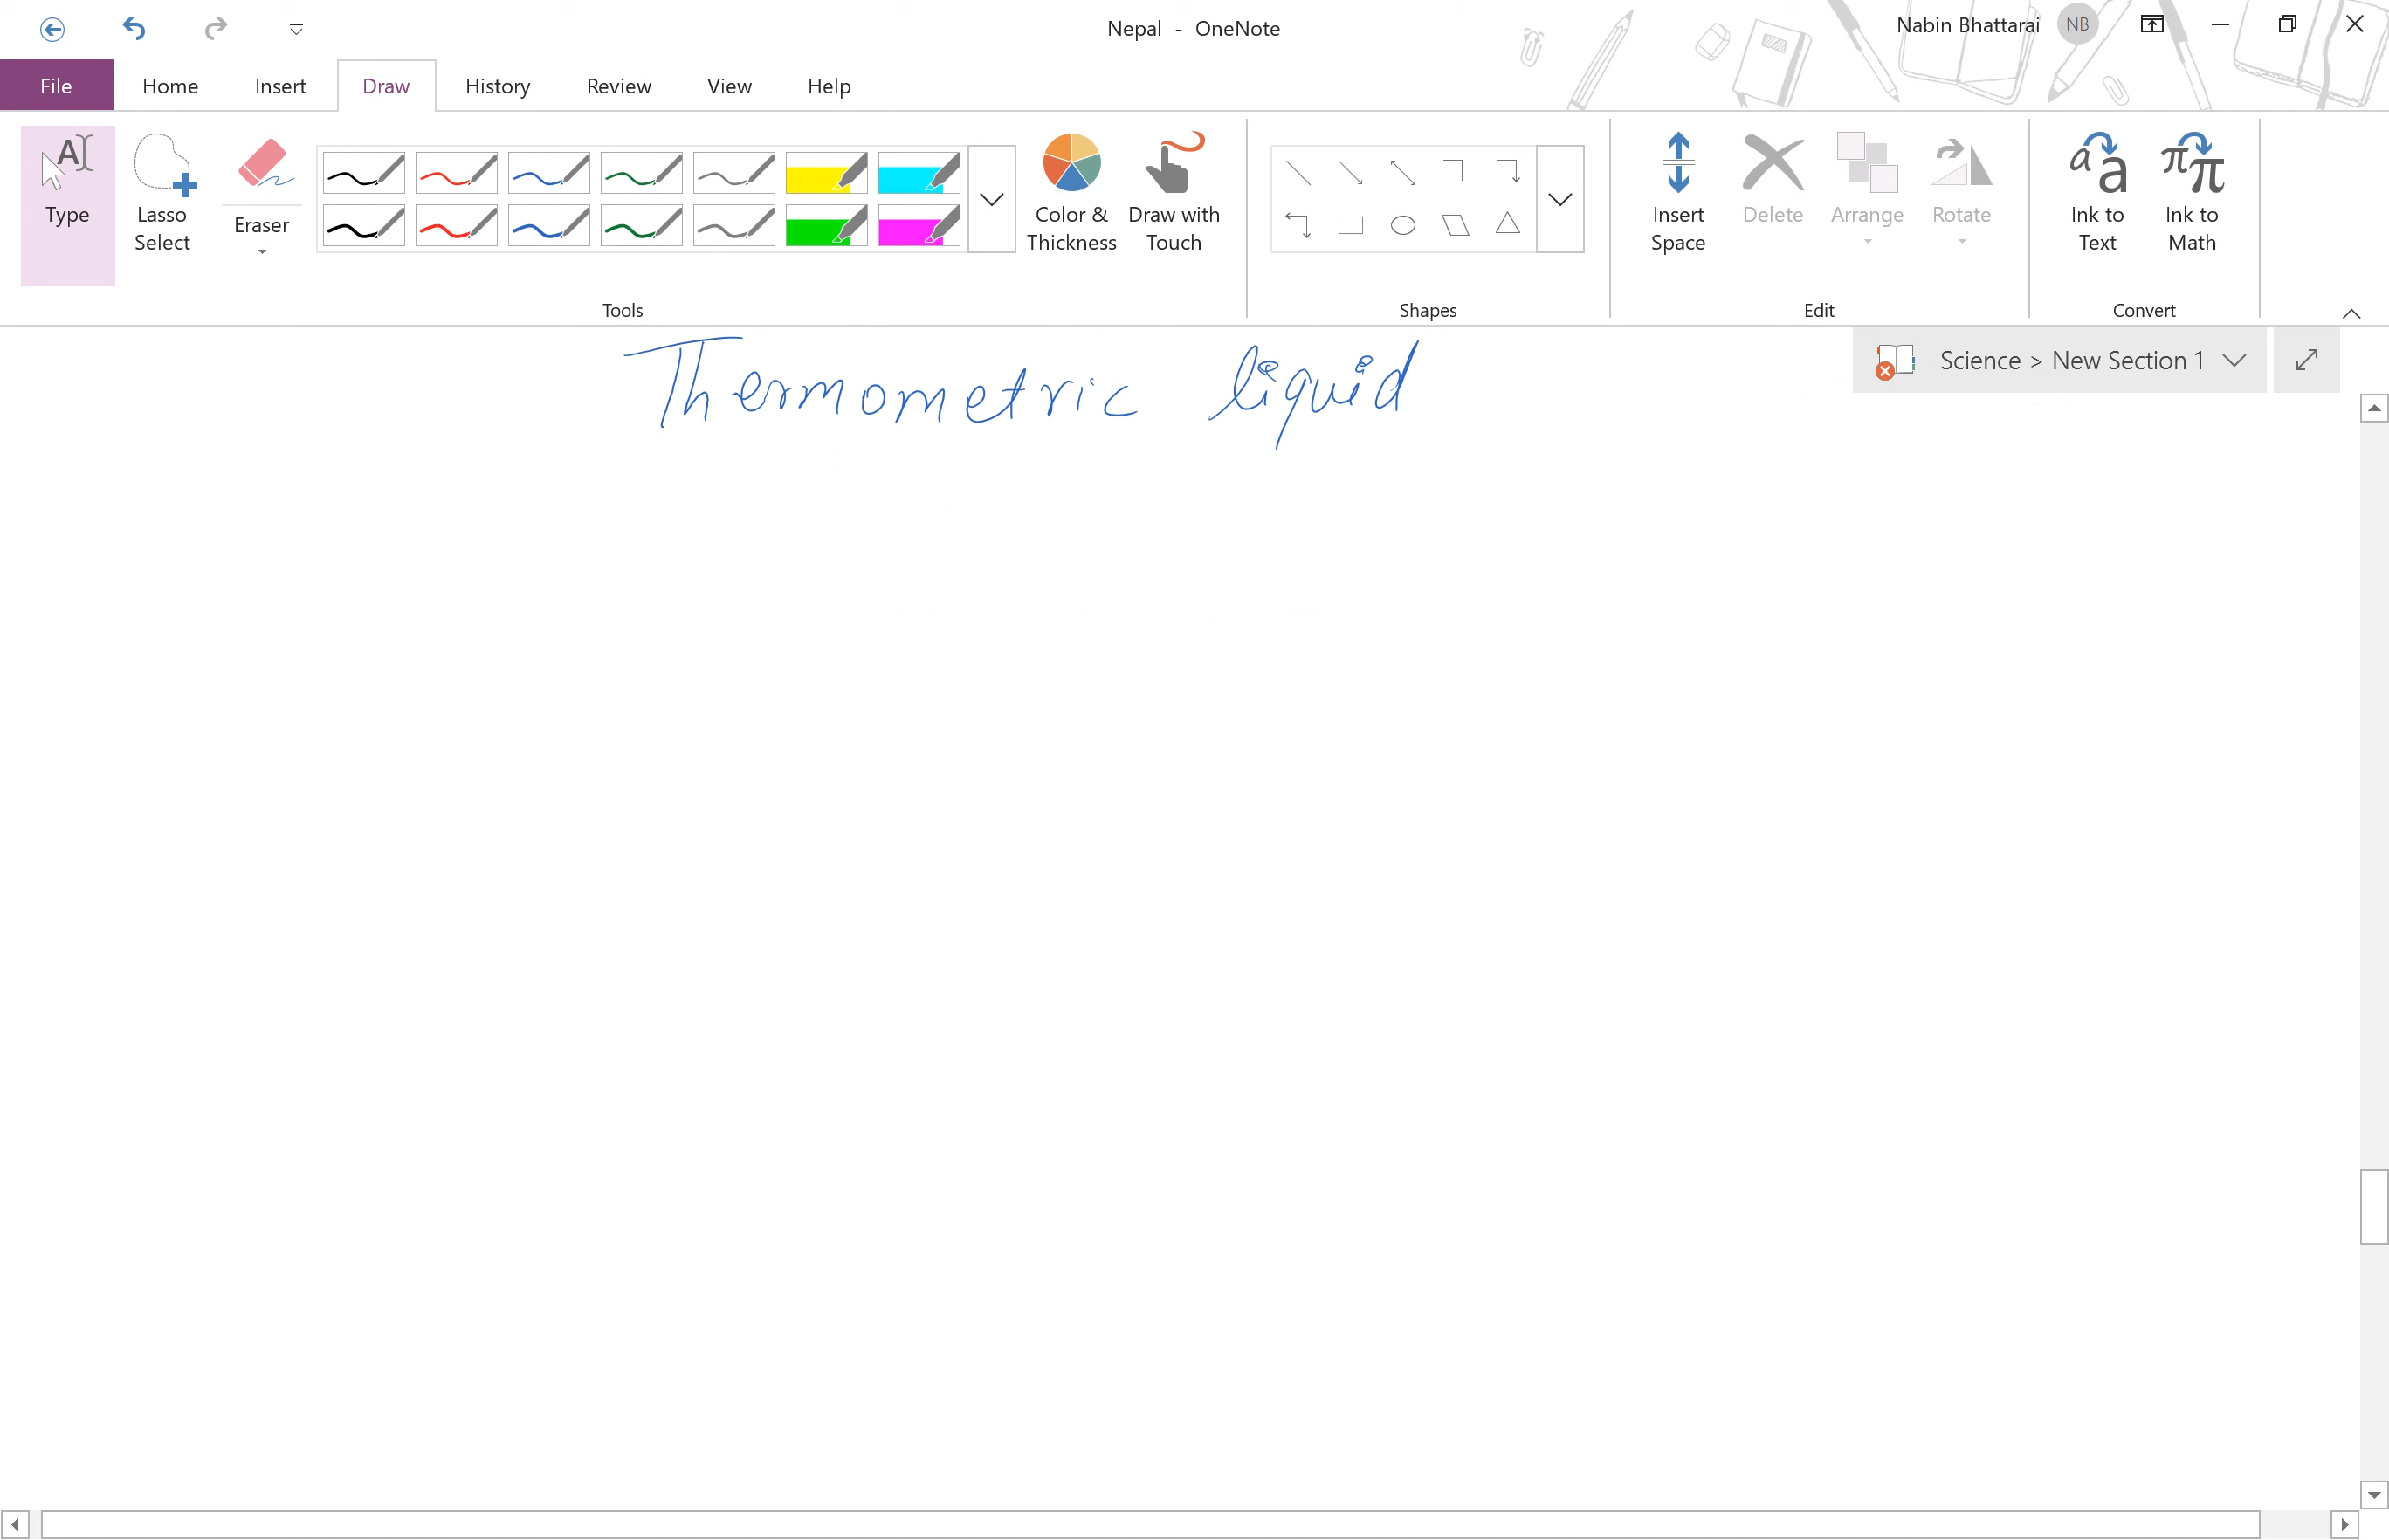 Nepal - OneNote
Nabin Bhattarai NB
File Home Insert Draw History Review View Help
Type
Lasso Select
Eraser
Color & Thickness
Draw with Touch
Insert Space
Delete
Arrange
Rotate
Ink to Text
Ink to Math
Tools
Shapes
Edit
Convert
Thermometric liquid
Science > New Section 1